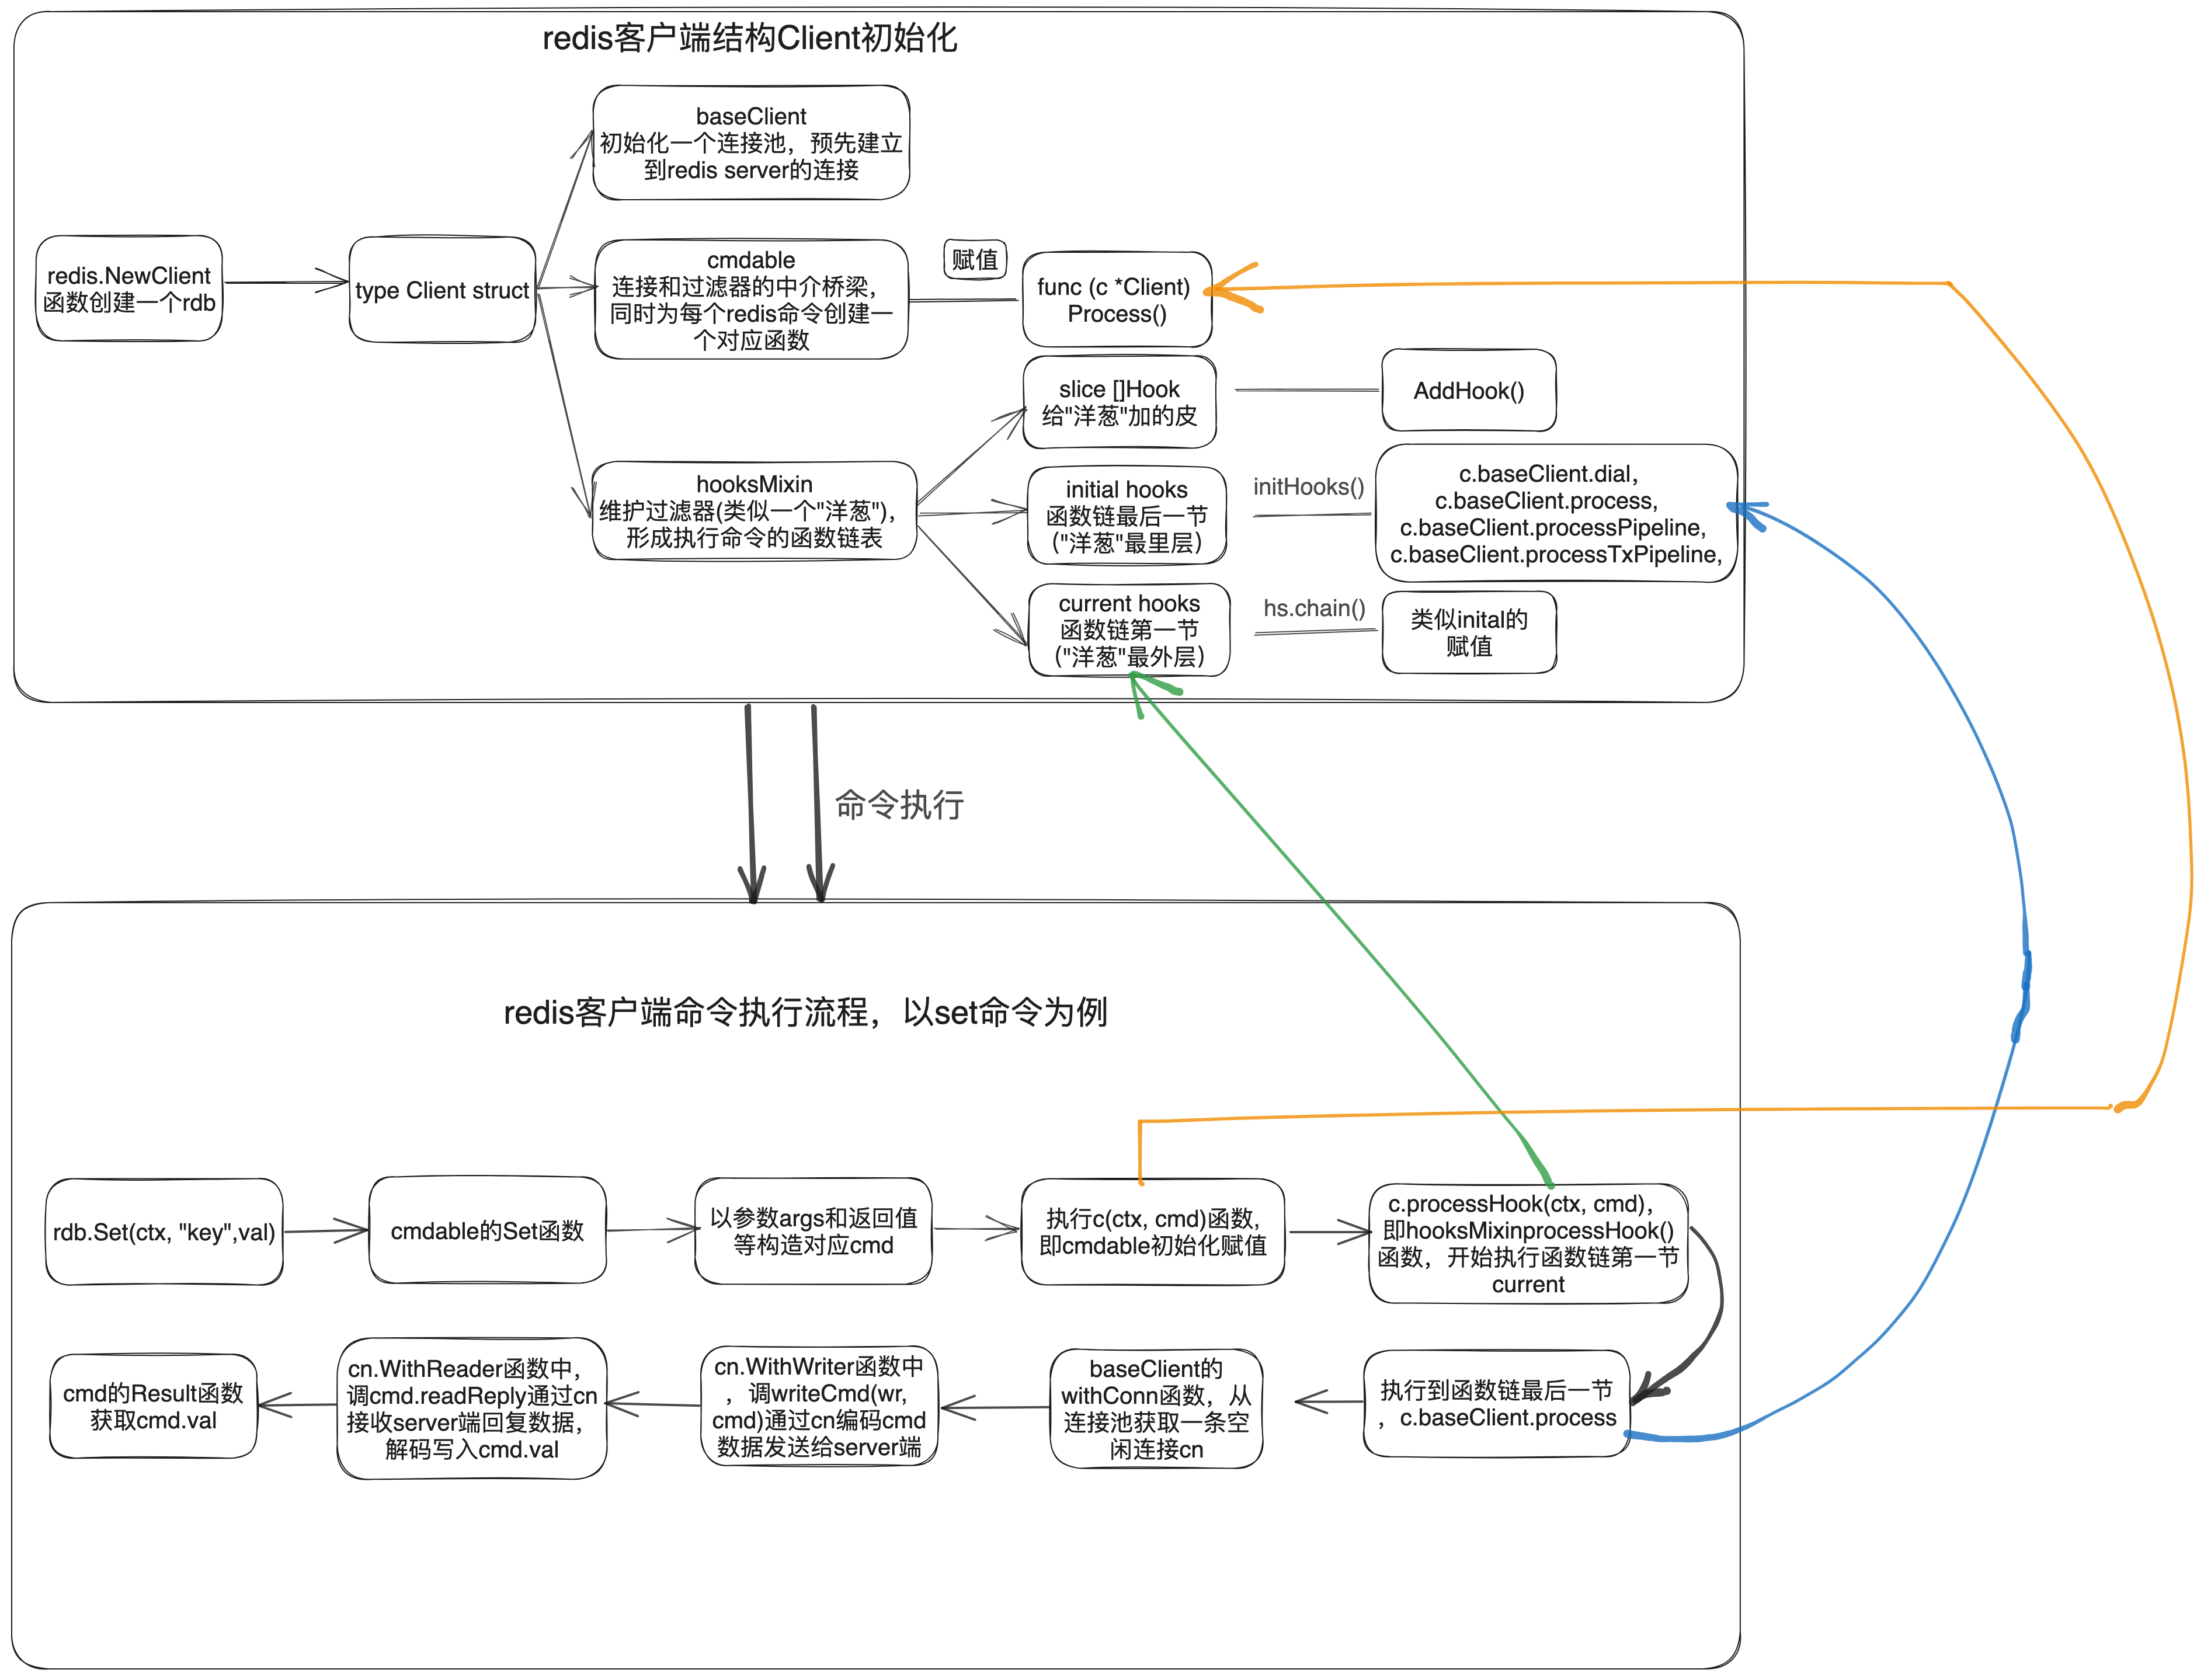 redis客户端结构Client初始化
baseClient
初始化一个连接池，预先建立
到redis server的连接
redis.NewClient
函数创建一个rdb
type Client struct
cmdable
连接和过滤器的中介桥梁，
同时为每个redis命令创建一
个对应函数
赋值
func (c *Client)
Process()
slice []Hook
给"洋葱"加的皮
AddHook()
hooksMixin
维护过滤器(类似一个"洋葱")，
形成执行命令的函数链表
initial hooks
函数链最后一节
("洋葱"最里层)
initHooks()
c.baseClient.dial,
c.baseClient.process,
c.baseClient.processPipeline,
c.baseClient.processTxPipeline,
current hooks
函数链第一节
("洋葱"最外层)
hs.chain()
类似inital的
赋值
命令执行
redis客户端命令执行流程，以set命令为例
rdb.Set(ctx, "key",val)
cmdable的Set函数
以参数args和返回值
等构造对应cmd
执行c(ctx, cmd)函数,
即cmdable初始化赋值
c.processHook(ctx, cmd)，
即hooksMixinprocessHook()
函数，开始执行函数链第一节
current
cmd的Result函数
获取cmd.val
cn.WithReader函数中，
调cmd.readReply通过cn
接收server端回复数据，
解码写入cmd.val
cn.WithWriter函数中
，调writeCmd(wr,
cmd)通过cn编码cmd
数据发送给server端
baseClient的
withConn函数，从
连接池获取一条空
闲连接cn
执行到函数链最后一节
，c.baseClient.process